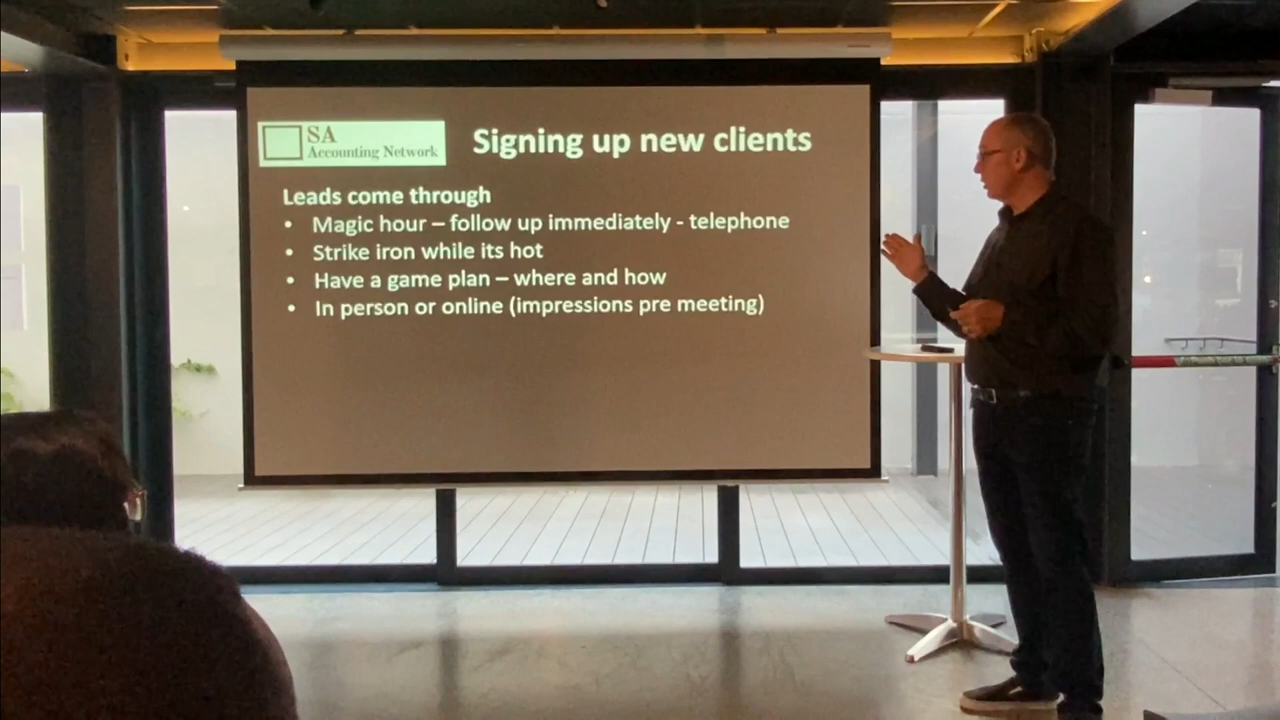 SA
Accounting Network
Signing up new clients
Leads come through
• Magic hour – follow up immediately - telephone
• Strike iron while its hot
• Have a game plan – where and how
• In person or online (impressions pre meeting)